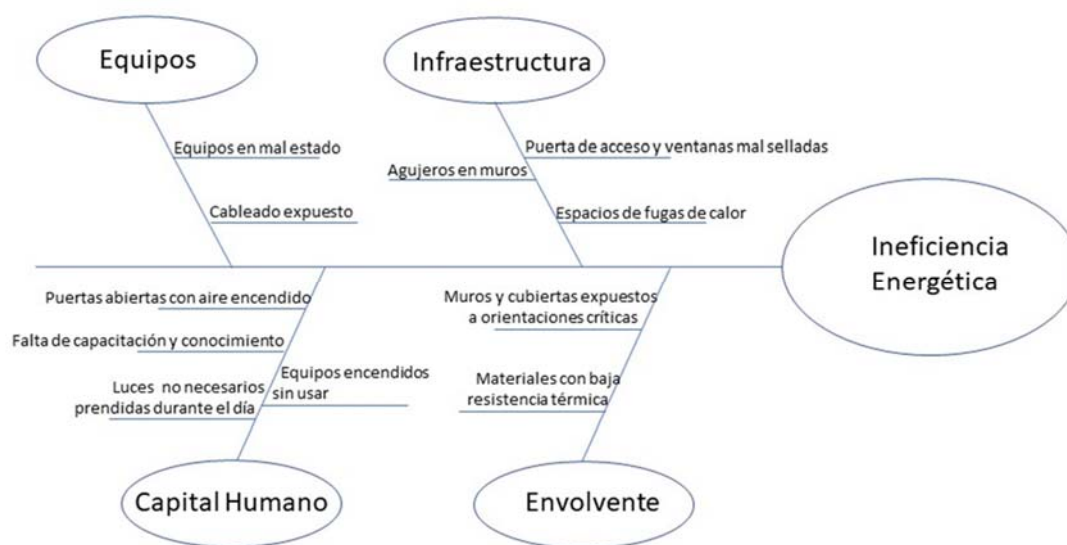 Equipos
Infraestructura
Equipos en mal estado
Cableado expuesto
Puerta de acceso y ventanas mal selladas
Agujeros en muros
Espacios de fugas de calor
Ineficiencia
Energética
Puertas abiertas con aire encendido
Falta de capacitación y conocimiento
Luces no necesarios
prendidas durante el día
Equipos encendidos
sin usar
Muros y cubiertas expuestos
a orientaciones críticas
Materiales con baja
resistencia térmica
Capital Humano
Envolvente